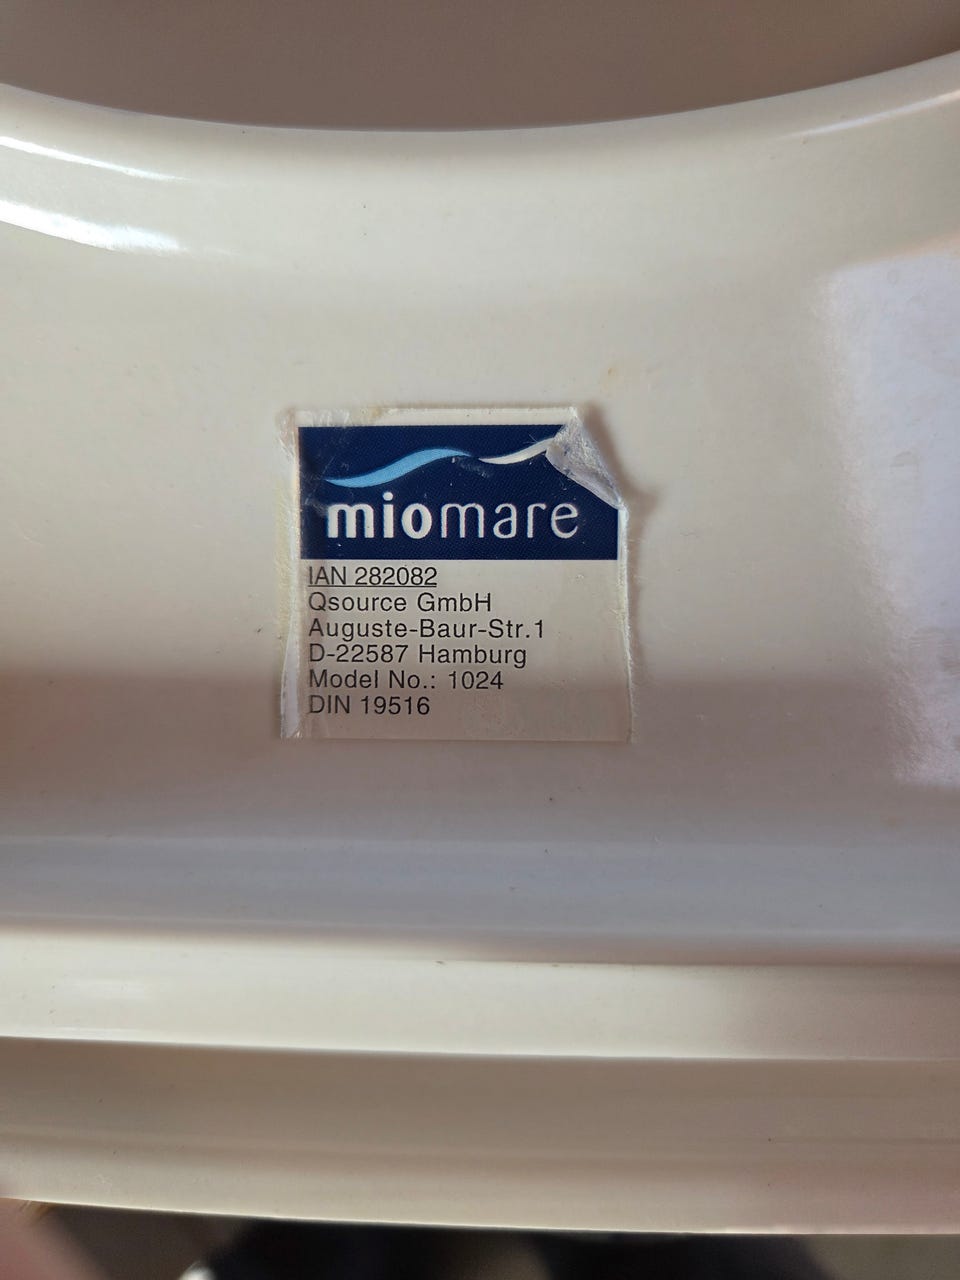 miomare
IAN 282082
Qsource GmbH
Auguste-Baur-Str.1
D-22587 Hamburg
Model No.: 1024
DIN 19516